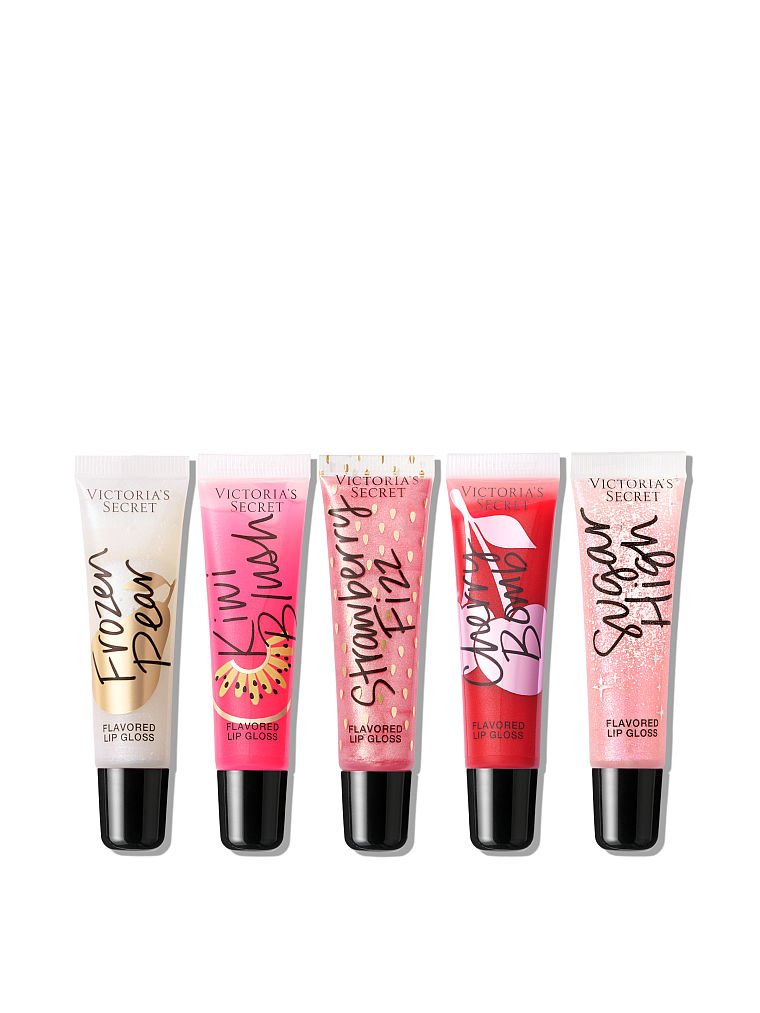 VICTORIA'S
SECRET
Frozen
Pear
FLAVORED
LIP GLOSS
VICTORIA'S
SECRET
Kiwi
Blush
FLAVORED
LIP GLOSS
VICTORIA'S
SECRET
Strawberry
Fizz
FLAVORED
LIP GLOSS
VICTORIA'S
SECRET
Cherry
Bomb
FLAVORED
LIP GLOSS
VICTORIA'S
SECRET
Sugar
High
FLAVORED
LIP GLOSS